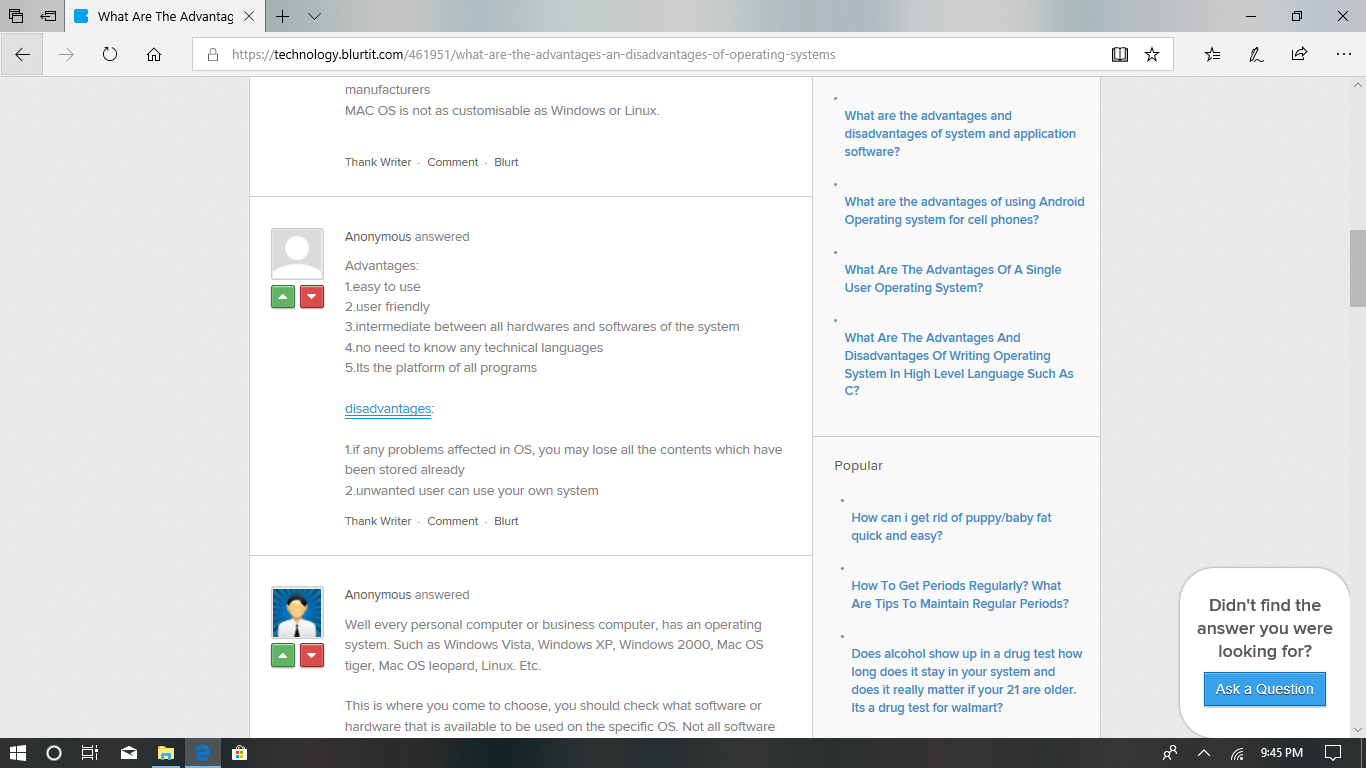 What Are The Advantag
https://technology.blurtit.com/461951/what-are-the-advantages-an-disadvantages-of-operating-systems
manufacturers
MAC OS is not as customisable as Windows or Linux.
Thank Writer · Comment · Blurt
Anonymous answered
Advantages:
1.easy to use
2.user friendly
3.intermediate between all hardwares and softwares of the system
4.no need to know any technical languages
5.Its the platform of all programs
disadvantages:
1.if any problems affected in OS, you may lose all the contents which have
been stored already
2.unwanted user can use your own system
Thank Writer · Comment · Blurt
Anonymous answered
Well every personal computer or business computer, has an operating
system. Such as Windows Vista, Windows XP, Windows 2000, Mac OS
tiger, Mac OS leopard, Linux. Etc.
This is where you come to choose, you should check what software or
hardware that is available to be used on the specific OS. Not all software
What are the advantages and
disadvantages of system and application
software?
What are the advantages of using Android
Operating system for cell phones?
What Are The Advantages Of A Single
User Operating System?
What Are The Advantages And
Disadvantages Of Writing Operating
System In High Level Language Such As
C?
Popular
How can i get rid of puppy/baby fat
quick and easy?
How To Get Periods Regularly? What
Are Tips To Maintain Regular Periods?
Does alcohol show up in a drug test how
long does it stay in your system and
does it really matter if your 21 are older.
Its a drug test for walmart?
Didn't find the
answer you were
looking for?
Ask a Question
9:45 PM